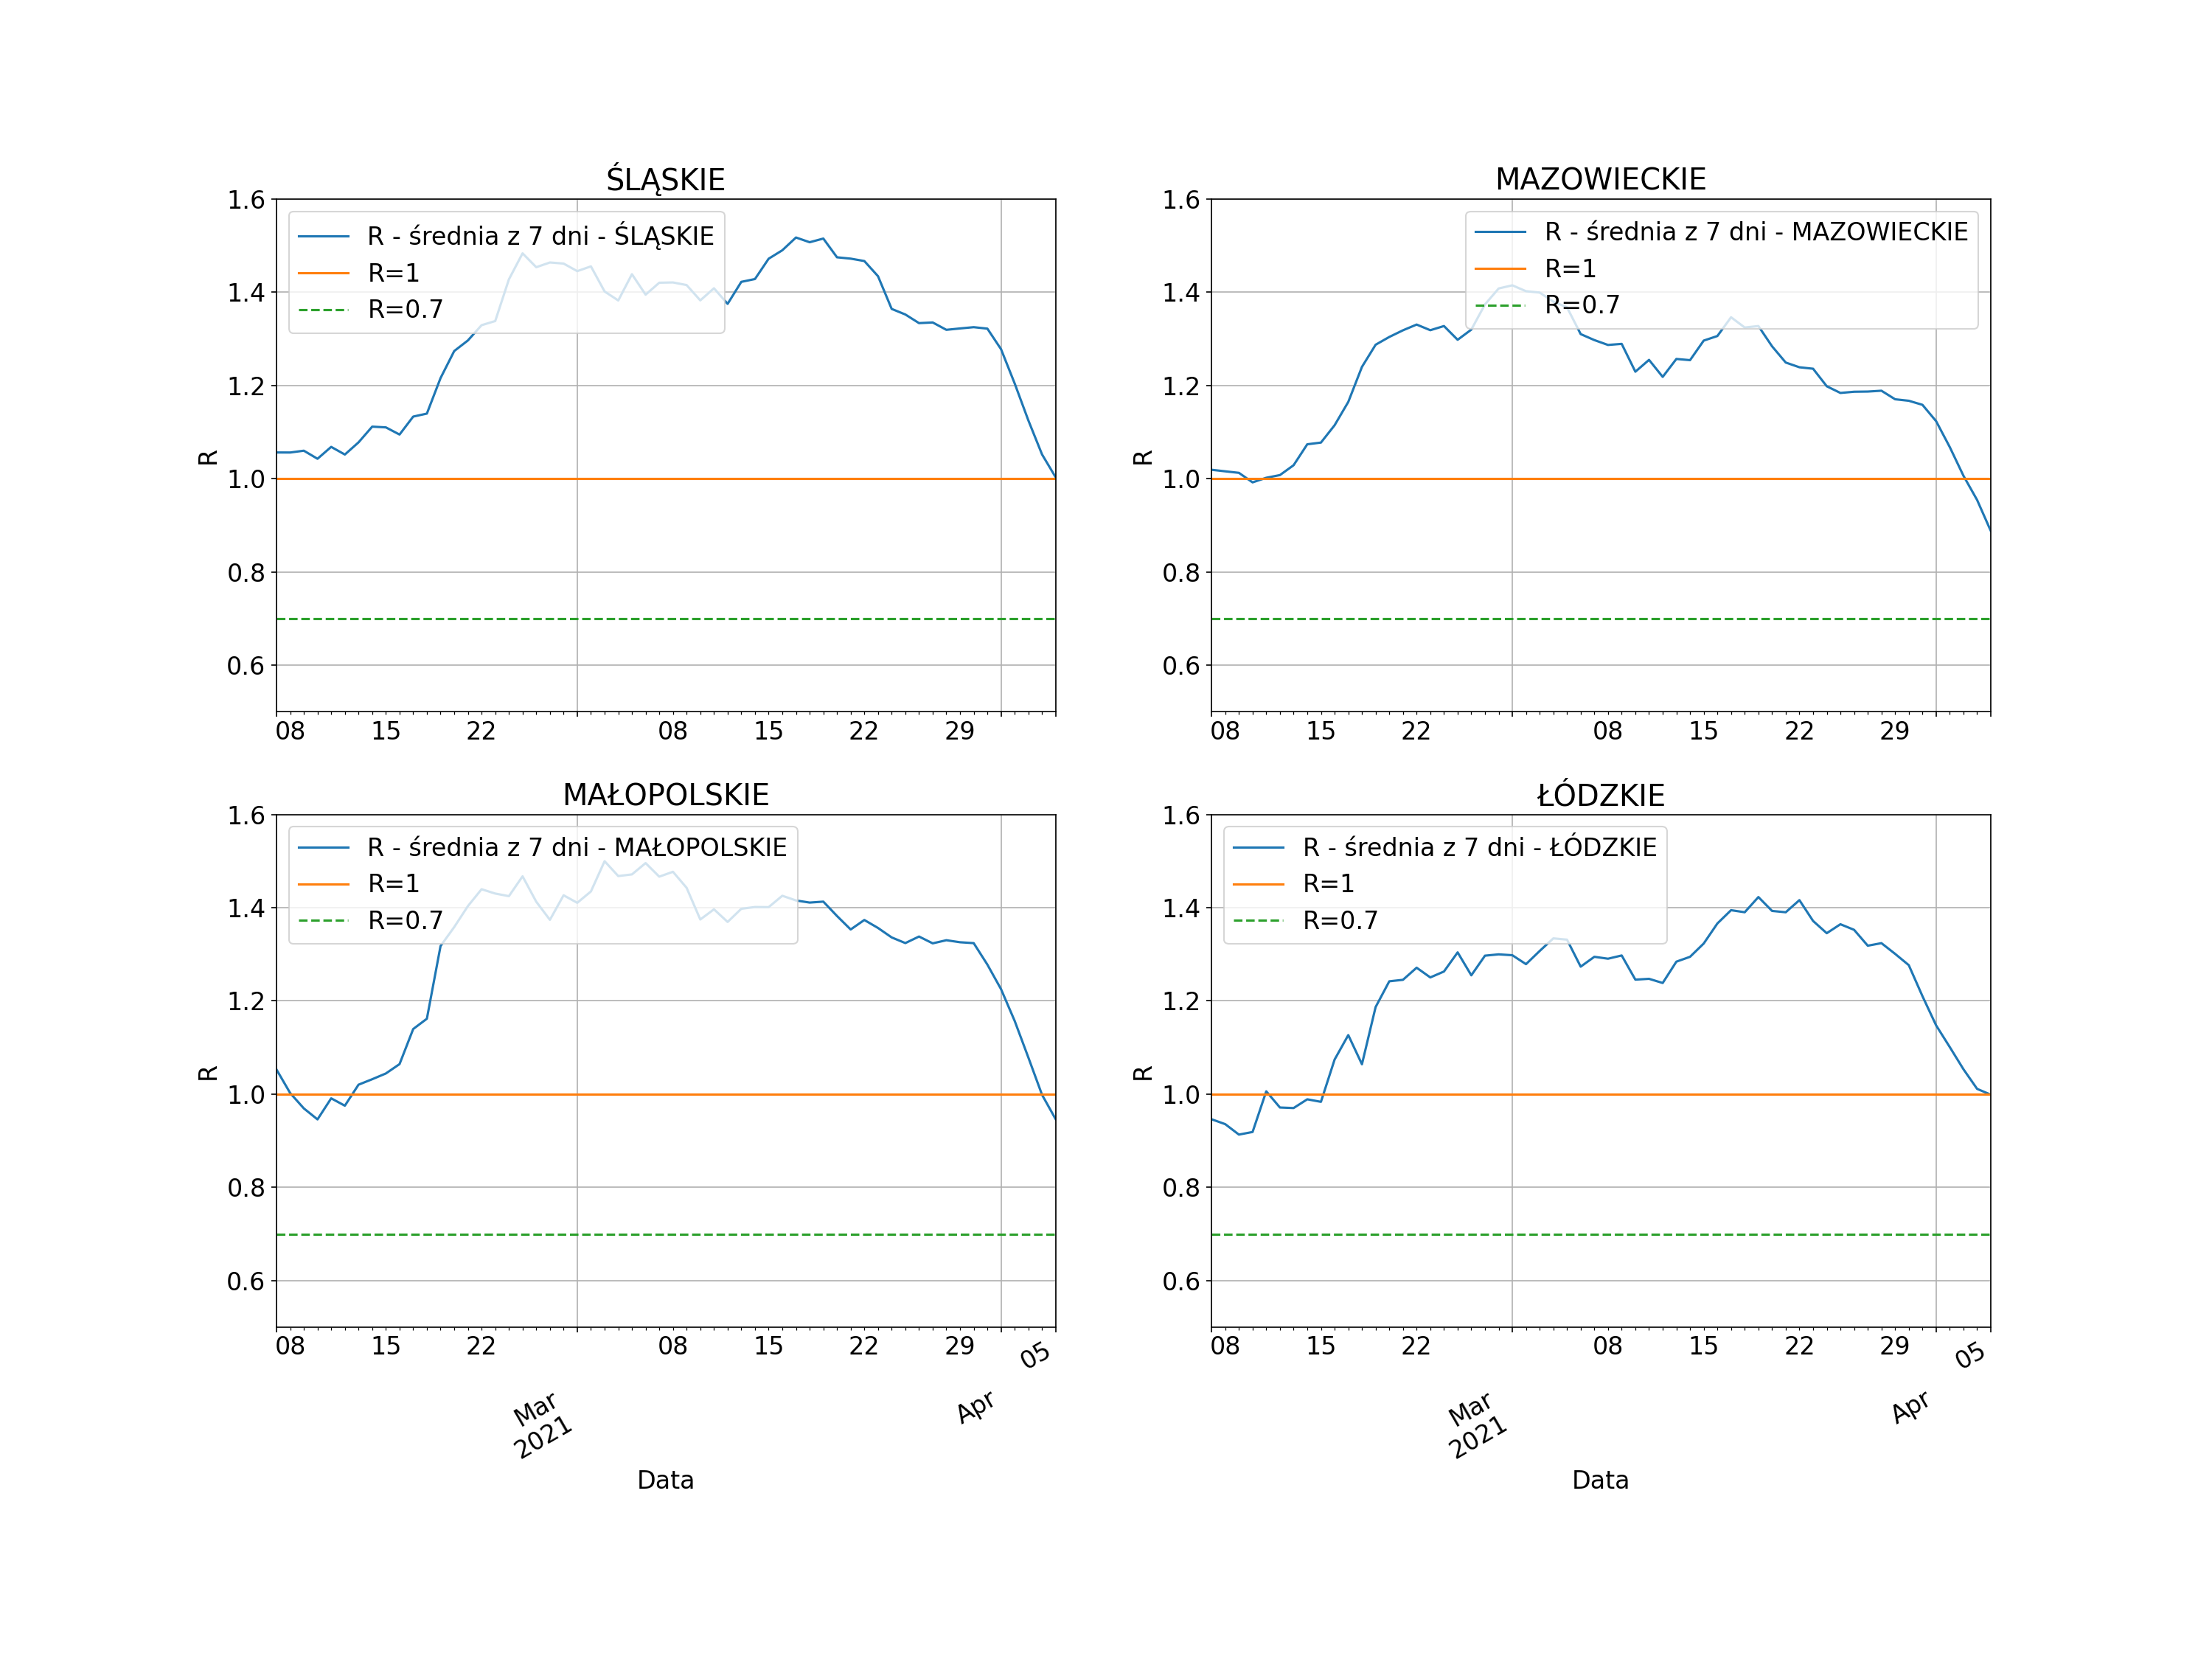 ŚLĄSKIE
1.6
1.4
1.2
1.0
0.8
0.6
R
R - średnia z 7 dni - ŚLĄSKIE
R=1
R=0.7
08 15 22 08 15 22 29
MAZOWIECKIE
1.6
1.4
1.2
1.0
0.8
0.6
R
R - średnia z 7 dni - MAZOWIECKIE
R=1
R=0.7
08 15 22 08 15 22 29
MAŁOPOLSKIE
1.6
1.4
1.2
1.0
0.8
0.6
R
R - średnia z 7 dni - MAŁOPOLSKIE
R=1
R=0.7
08 15 22 08 15 22 29 05
Mar Apr
2021
Data
ŁÓDZKIE
1.6
1.4
1.2
1.0
0.8
0.6
R
R - średnia z 7 dni - ŁÓDZKIE
R=1
R=0.7
08 15 22 08 15 22 29 05
Mar Apr
2021
Data